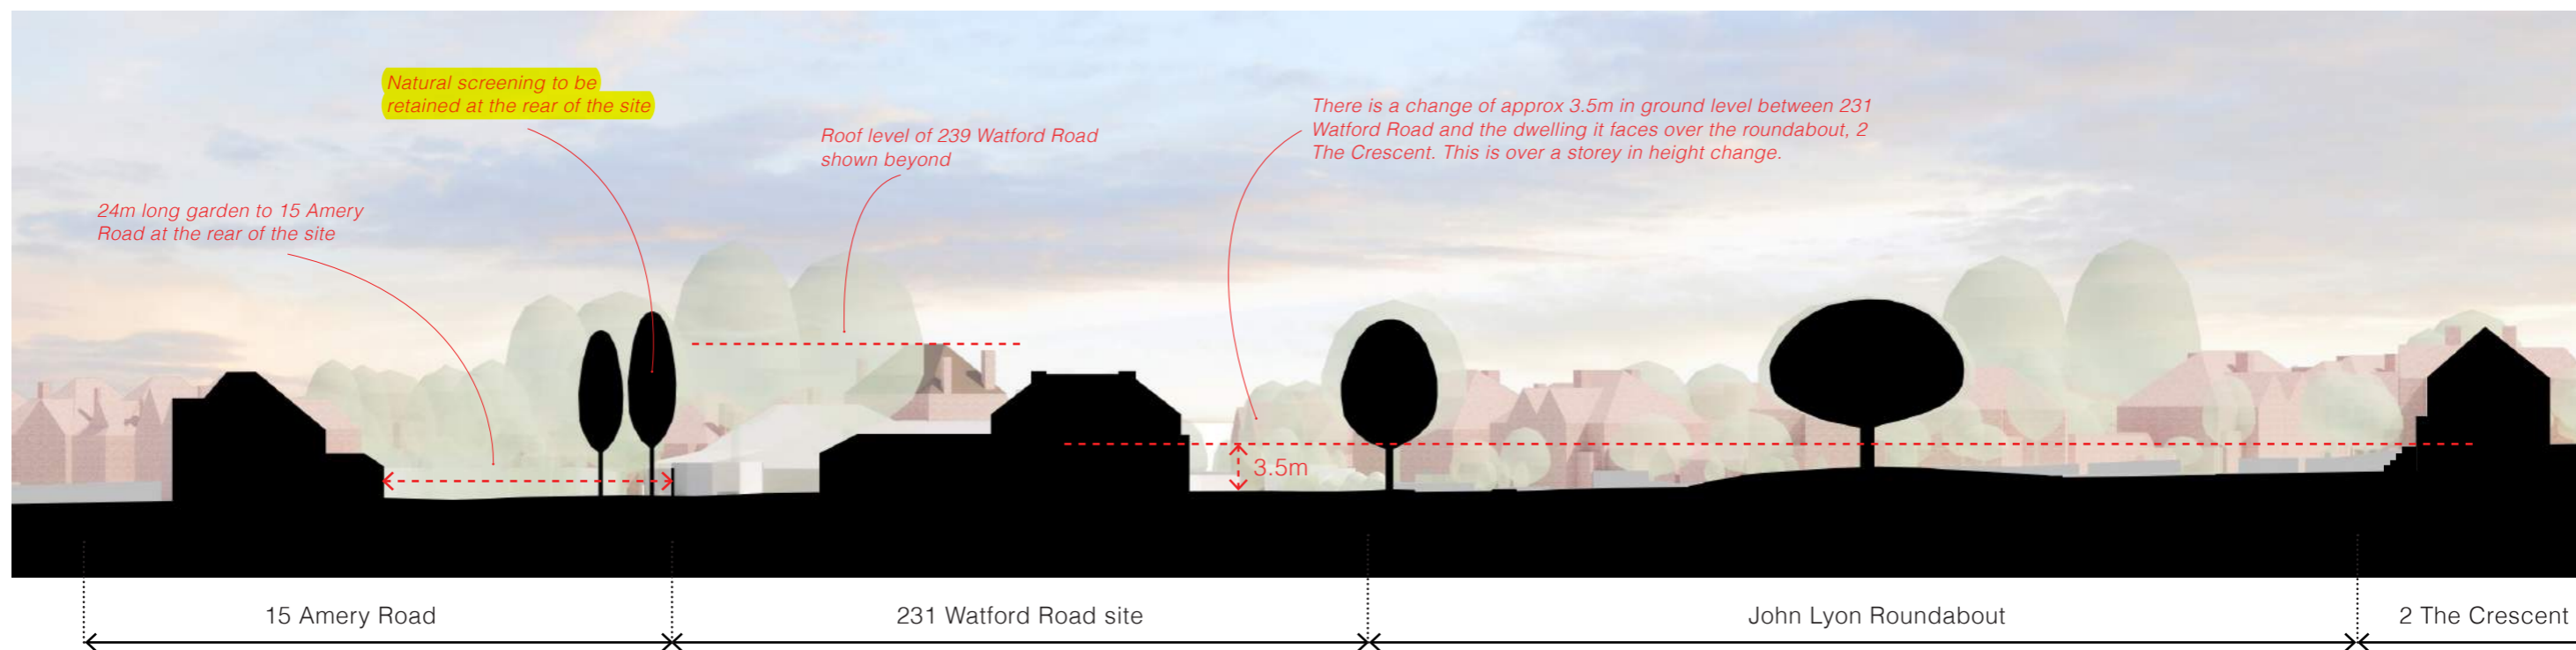 Natural screening to be
retained at the rear of the site
There is a change of approx 3.5m in ground level between 231
Watford Road and the dwelling it faces over the roundabout, 2
The Crescent. This is over a storey in height change.
Roof level of 239 Watford Road
shown beyond
24m long garden to 15 Amery
Road at the rear of the site
3.5m
15 Amery Road
231 Watford Road site
John Lyon Roundabout
2 The Crescent